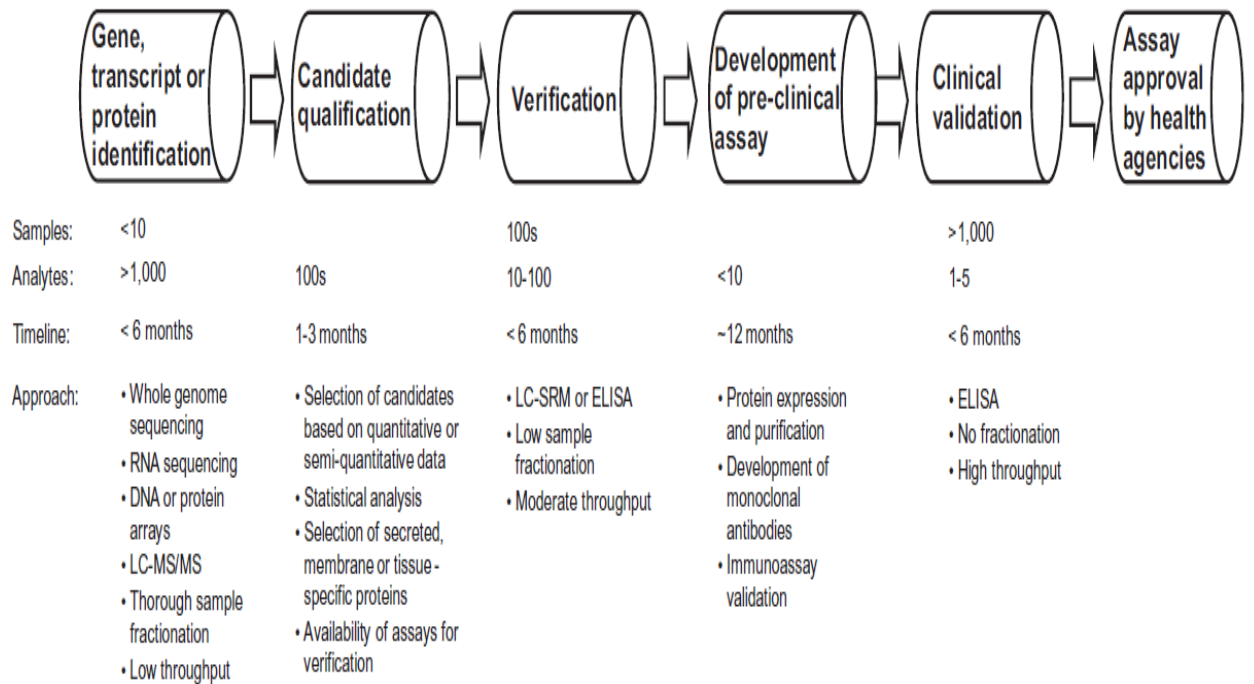 Gene,
transcript or
protein
identification
Candidate
qualification
Verification
Development
of pre-clinical
assay
Clinical
validation
Assay
approval
by health
agencies
Samples: <10 100s >1,000
Analytes: >1,000 100s 10-100 <10 1-5
Timeline: < 6 months 1-3 months < 6 months ~12 months < 6 months
Approach:
• Whole genome
sequencing
• RNA sequencing
• DNA or protein
arrays
• LC-MS/MS
• Thorough sample
fractionation
• Low throughput
• Selection of candidates
based on quantitative or
semi-quantitative data
• Statistical analysis
• Selection of secreted,
membrane or tissue -
specific proteins
• Availability of assays for
verification
• LC-SRM or ELISA
• Low sample
fractionation
• Moderate throughput
• Protein expression
and purification
• Development of
monoclonal
antibodies
• Immunoassay
validation
• ELISA
• No fractionation
• High throughput